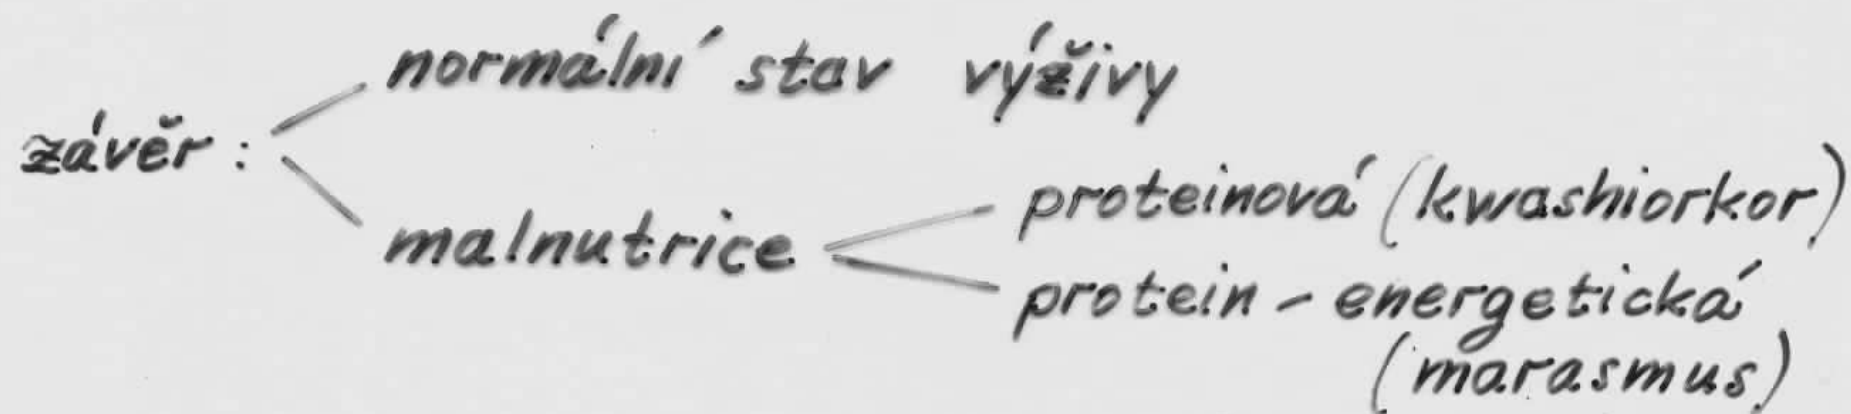 normální stav výživy
závěr :
proteinová (kwashiorkor)
malnutrice
protein - energetická
(marasmus)